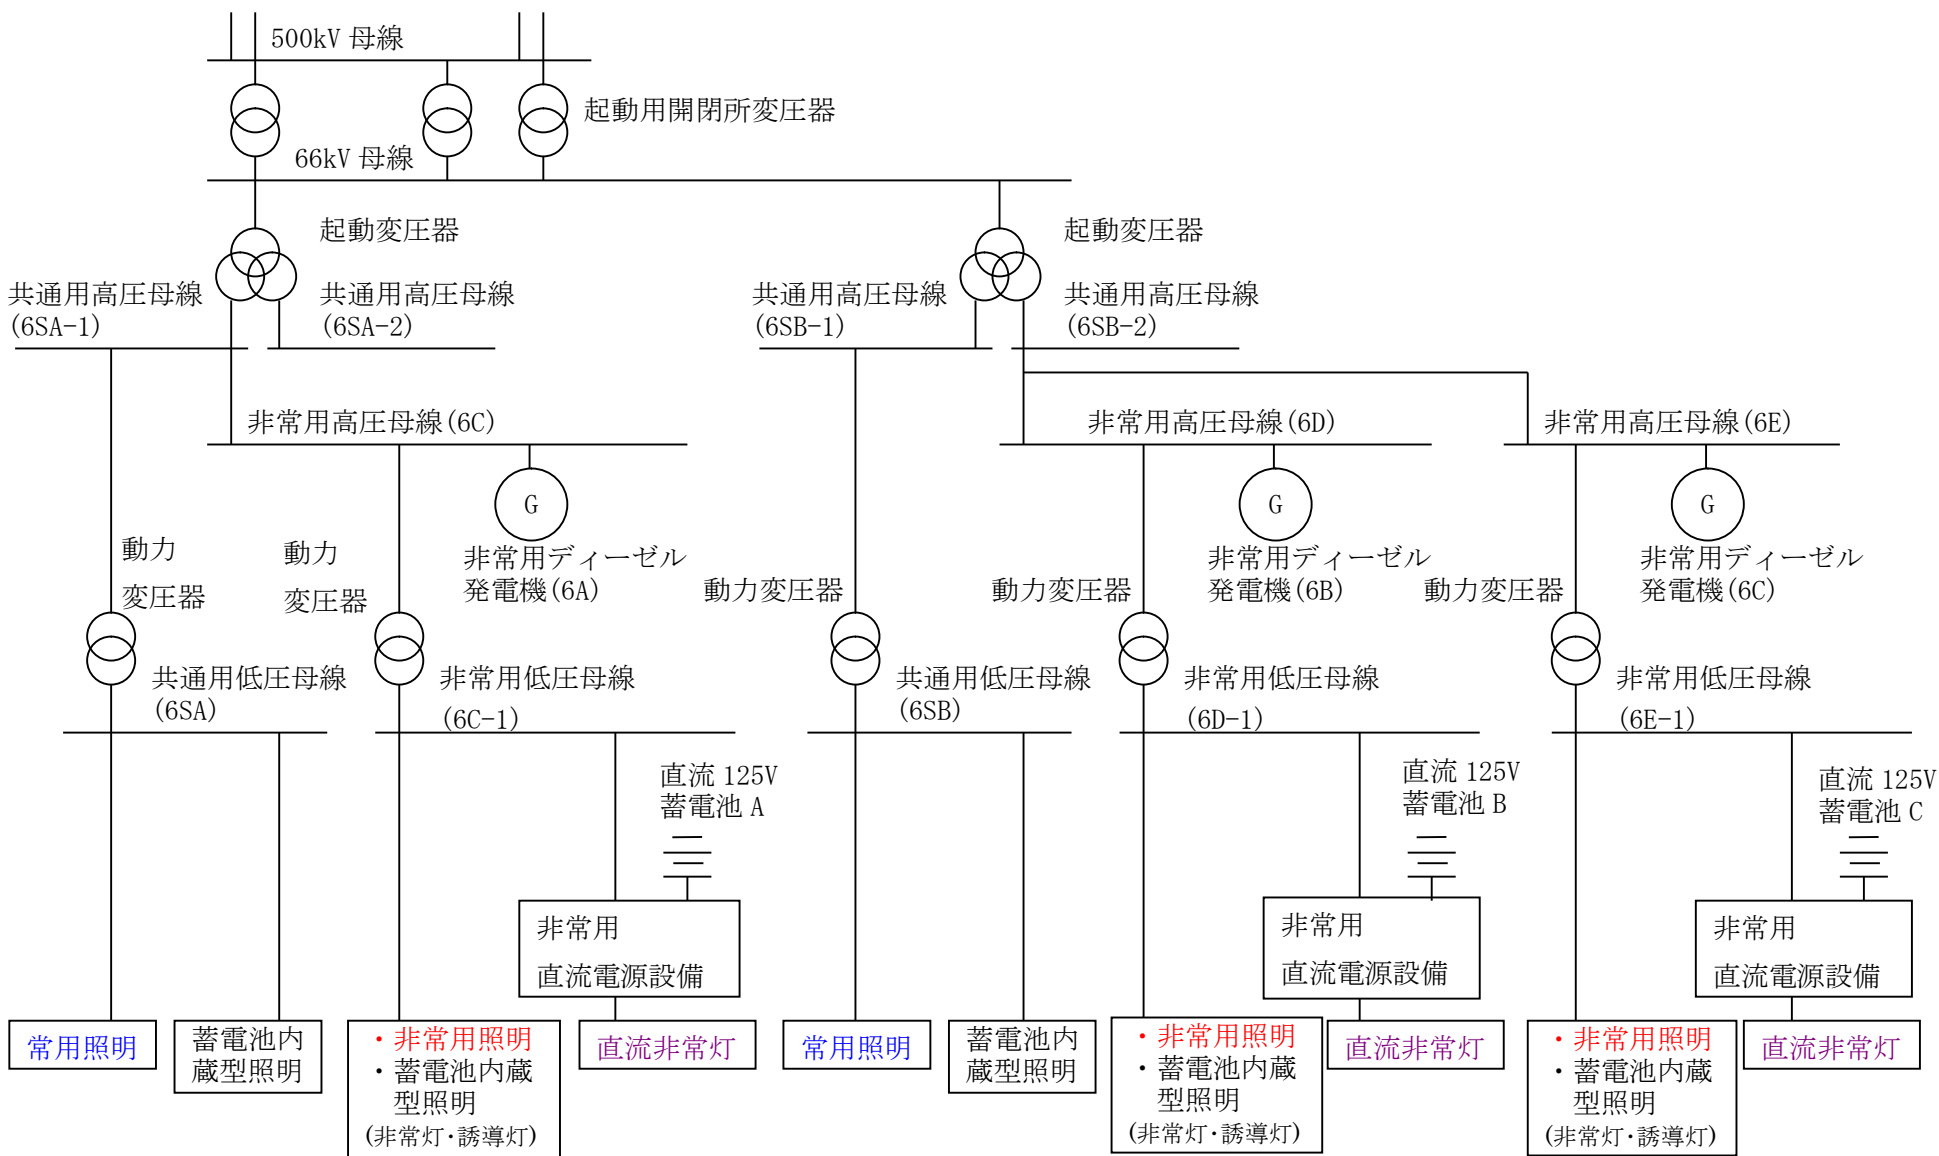 500kV 母線
起動用開閉所変圧器
66kV 母線
起動変圧器
起動変圧器
共通用高圧母線
(6SA-1)
共通用高圧母線
(6SA-2)
共通用高圧母線
(6SB-1)
共通用高圧母線
(6SB-2)
非常用高圧母線(6C)
非常用高圧母線(6D)
非常用高圧母線(6E)
G
G
G
動力
変圧器
動力
変圧器
非常用ディーゼル
発電機(6A)
動力変圧器
動力変圧器
非常用ディーゼル
発電機(6B)
動力変圧器
非常用ディーゼル
発電機(6C)
共通用低圧母線
(6SA)
非常用低圧母線
(6C-1)
共通用低圧母線
(6SB)
非常用低圧母線
(6D-1)
非常用低圧母線
(6E-1)
直流 125V
蓄電池 A
直流 125V
蓄電池 B
直流 125V
蓄電池 C
非常用
直流電源設備
非常用
直流電源設備
非常用
直流電源設備
常用照明
蓄電池内
蔵型照明
・非常用照明
・蓄電池内蔵
型照明
(非常灯・誘導灯)
直流非常灯
常用照明
蓄電池内
蔵型照明
・非常用照明
・蓄電池内蔵
型照明
(非常灯・誘導灯)
直流非常灯
・非常用照明
・蓄電池内蔵
型照明
(非常灯・誘導灯)
直流非常灯